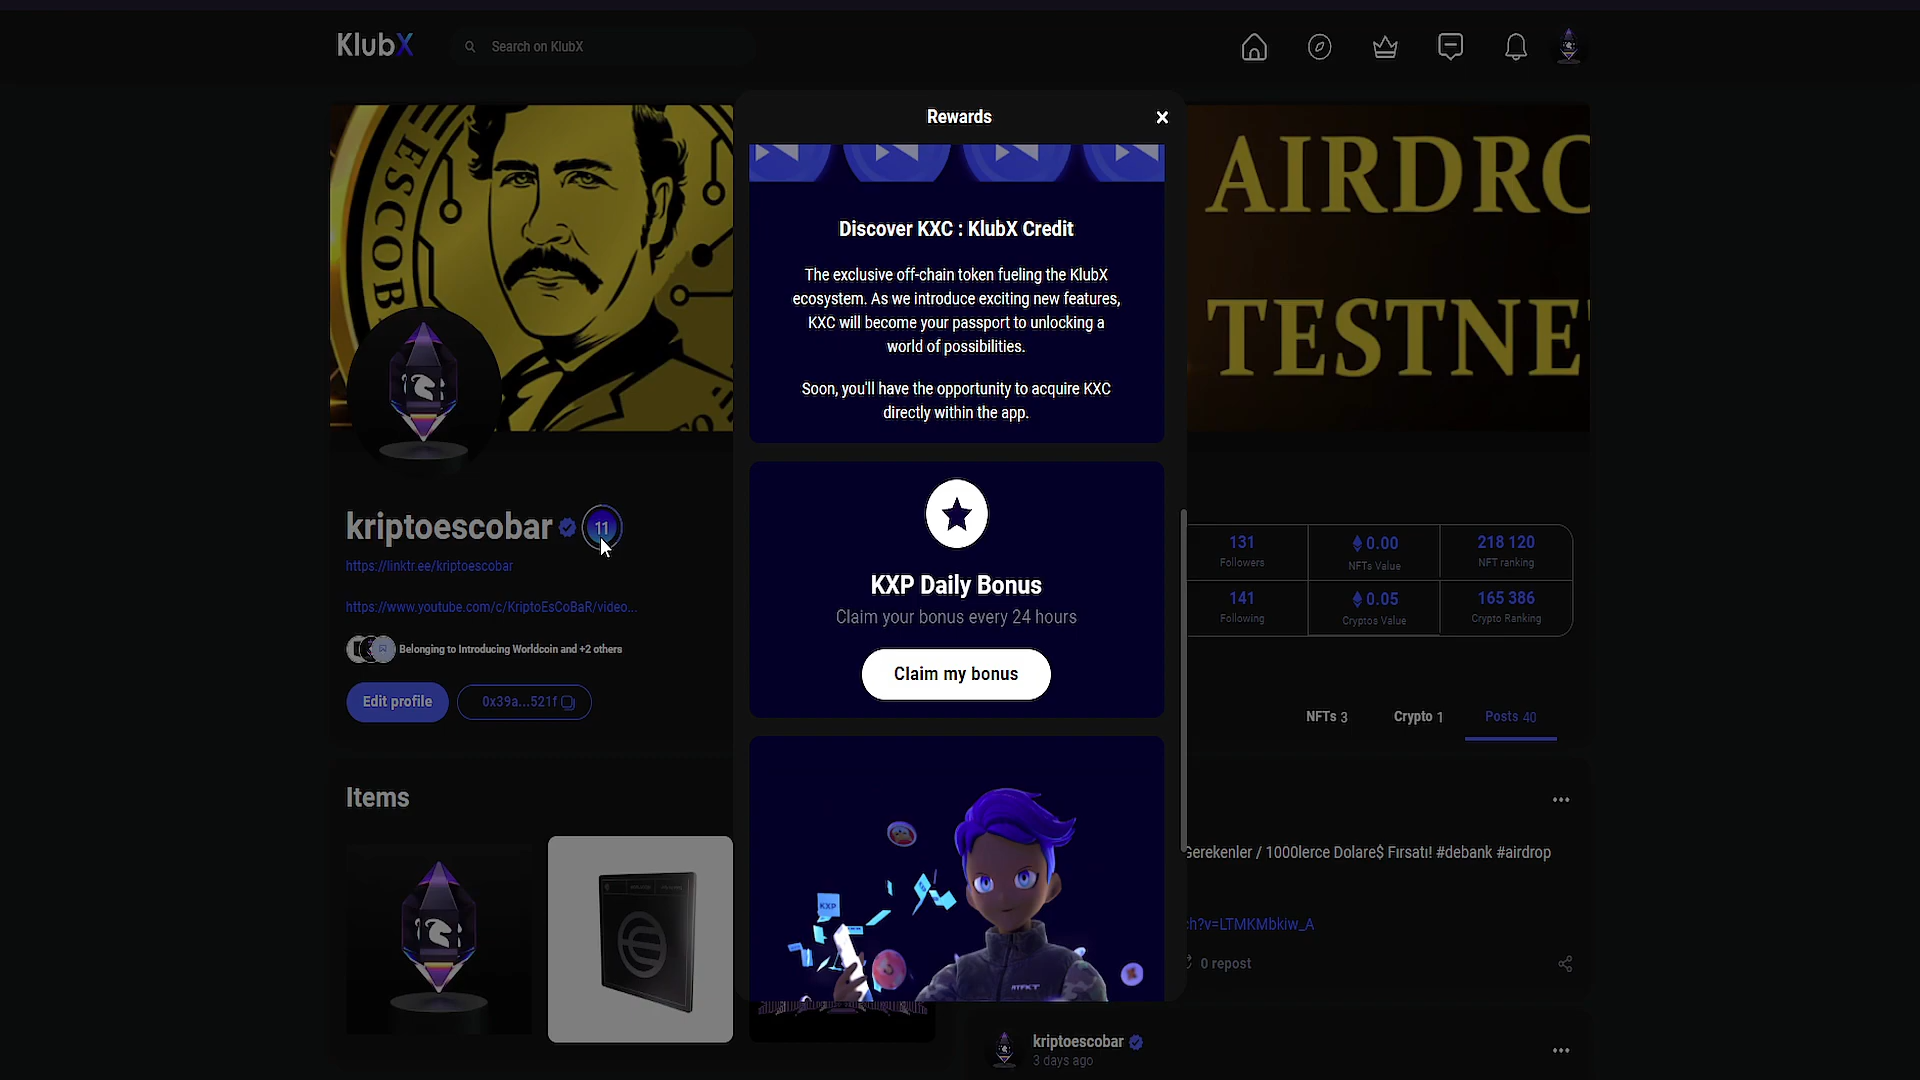 KlubX
Search on KlubX
Rewards
ESCOB
AIRDRO
TESTNE
Discover KXC : KlubX Credit
The exclusive off-chain token fueling the KlubX
ecosystem. As we introduce exciting new features,
KXC will become your passport to unlocking a
world of possibilities.
Soon, you'll have the opportunity to acquire KXC
directly within the app.
KXP Daily Bonus
Claim your bonus every 24 hours
Claim my bonus
KXP
RTFKT
kriptoescobar
11
https://linktr.ee/kriptoescobar
https://www.youtube.com/c/KriptoEsCoBaR/video...
Belonging to Introducing Worldcoin and +2 others
Edit profile
0x39a...521f
131
Followers
0.00
NFTs Value
218 120
NFT ranking
141
Following
0.05
Cryptos Value
165 386
Crypto Ranking
NFTs 3
Crypto 1
Posts 40
Items
Gerekenler / 1000lerce Dolare$ Fırsatı! #debank #airdrop
ch?v=LTMKMbkiw_A
0 repost
kriptoescobar
3 days ago